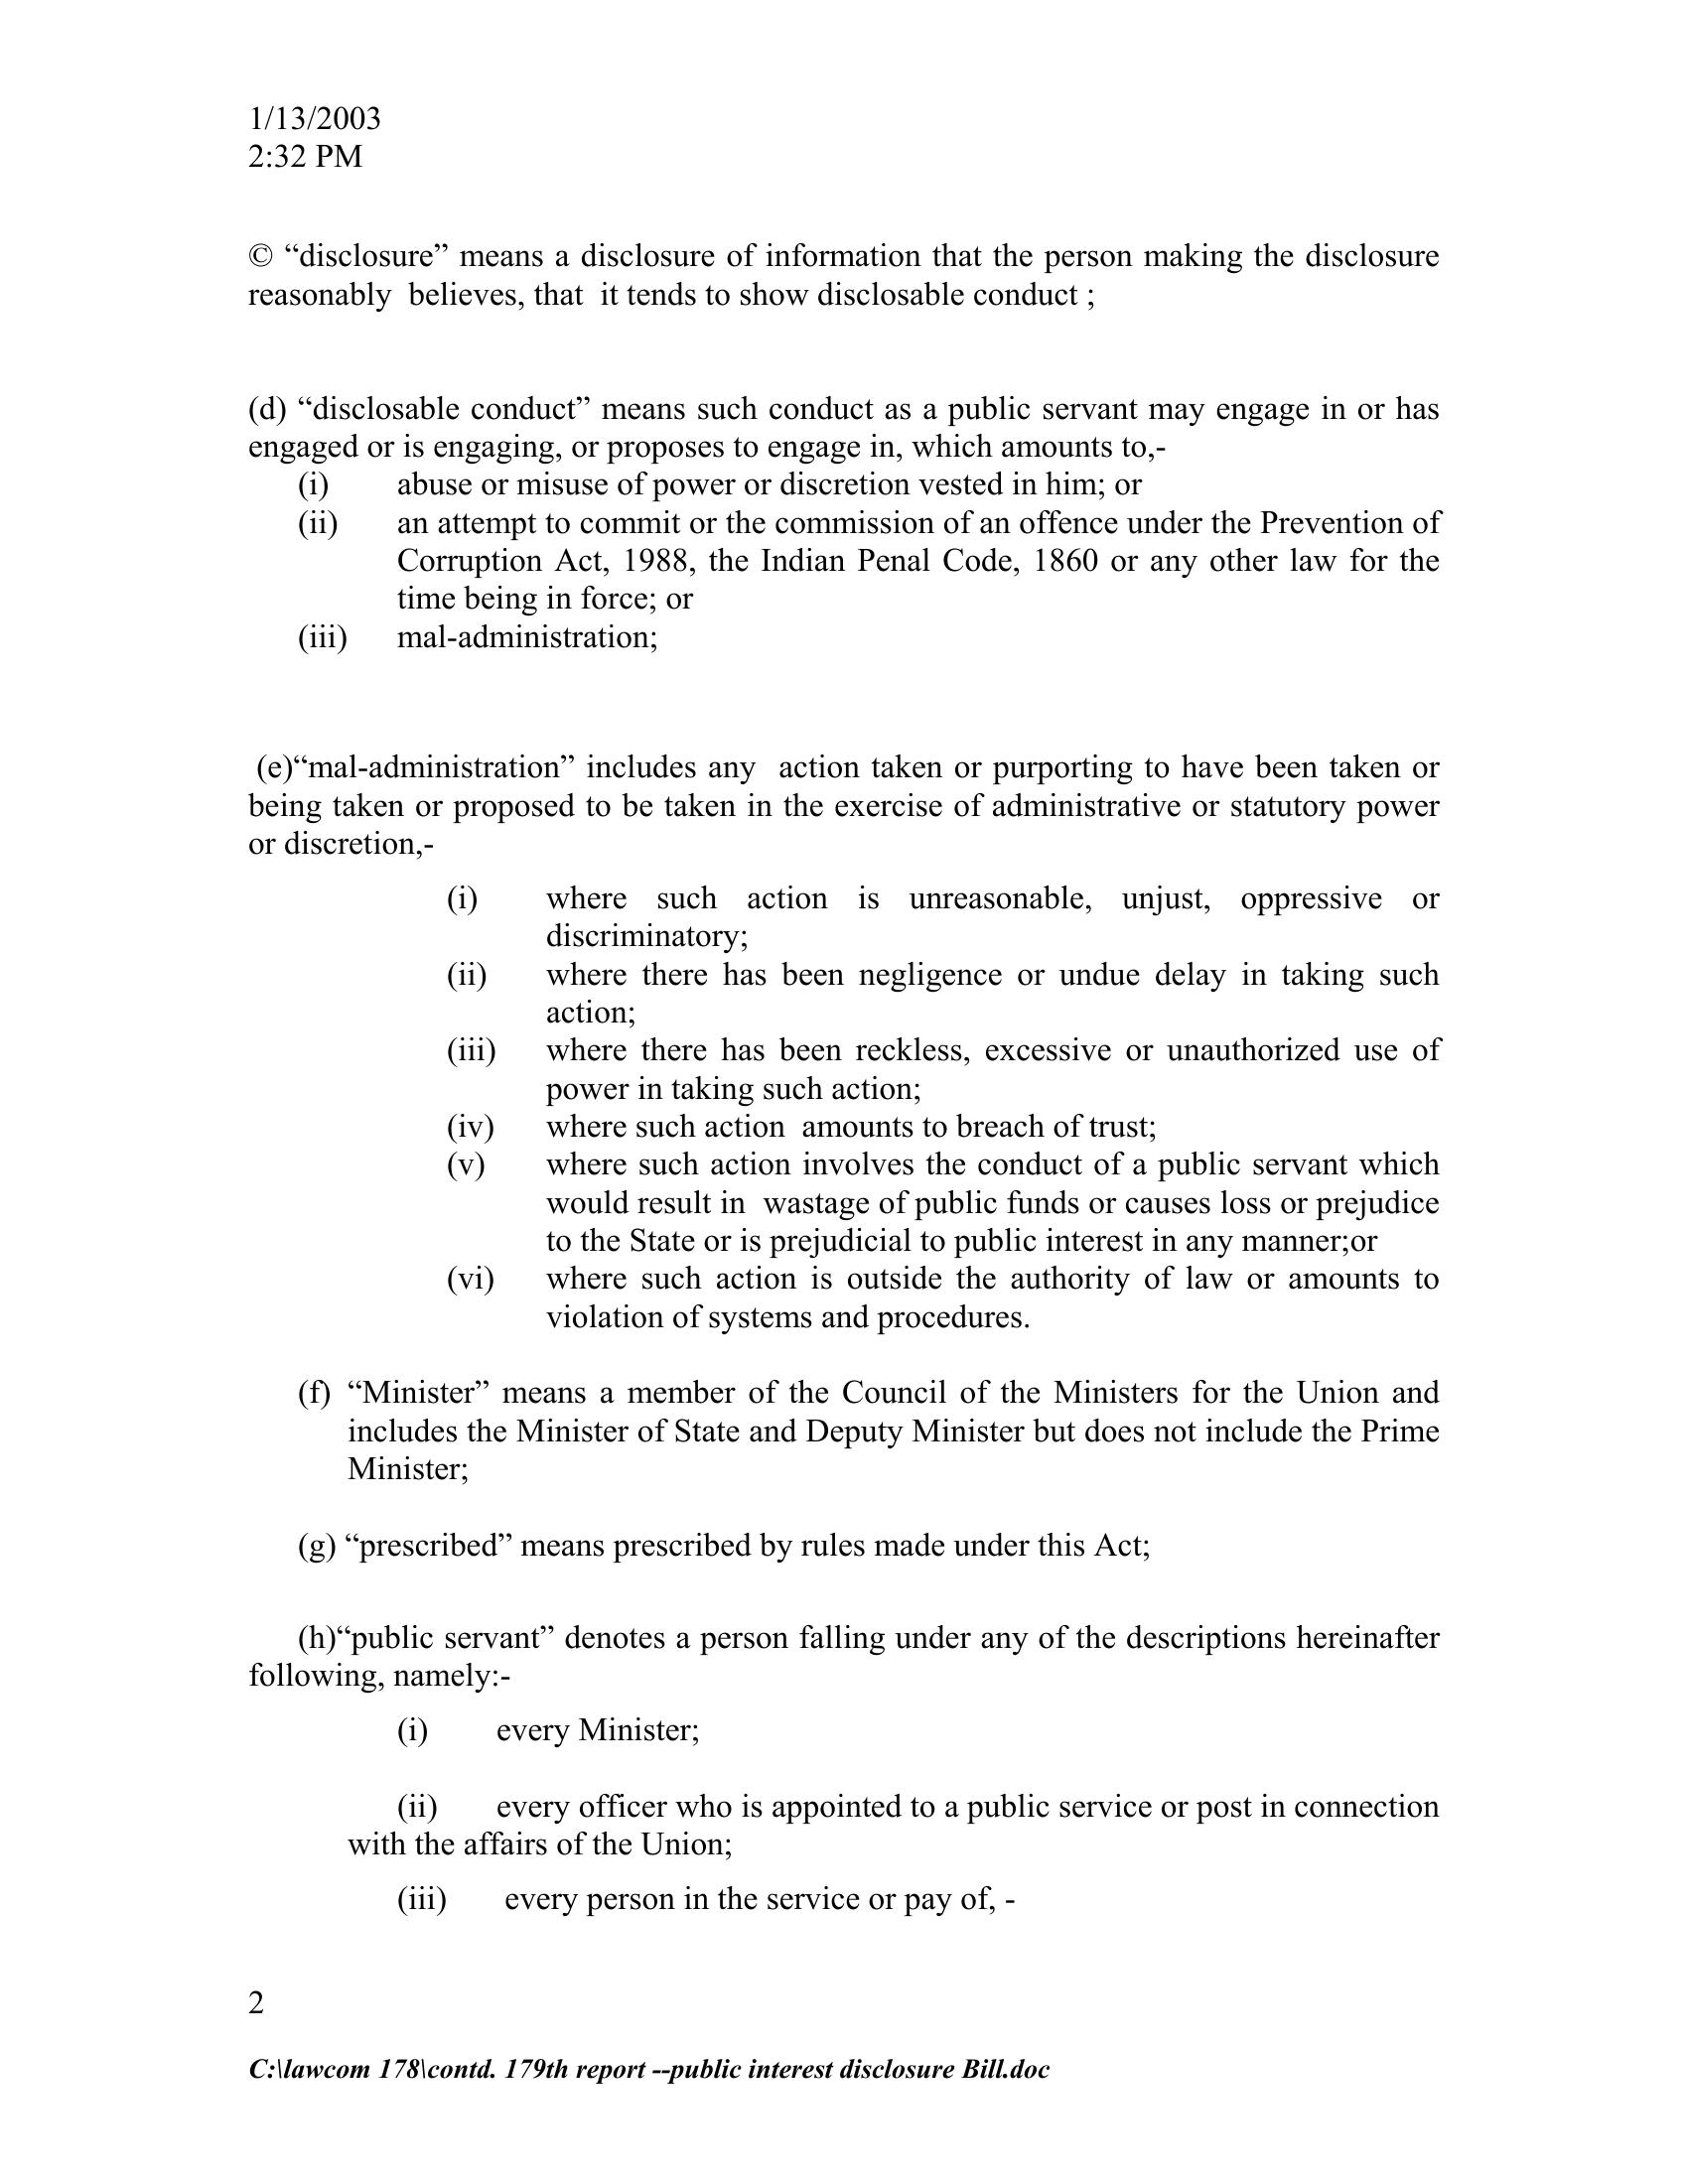 1/13/2003
2:32 PM
© “disclosure” means a disclosure of information that the person making the disclosure
reasonably believes, that it tends to show disclosable conduct ;
(d) “disclosable conduct” means such conduct as a public servant may engage in or has
engaged or is engaging, or proposes to engage in, which amounts to,-
(i) abuse or misuse of power or discretion vested in him; or
(ii) an attempt to commit or the commission of an offence under the Prevention of
Corruption Act, 1988, the Indian Penal Code, 1860 or any other law for the
time being in force; or
(iii) mal-administration;
(e)“mal-administration” includes any action taken or purporting to have been taken or
being taken or proposed to be taken in the exercise of administrative or statutory power
or discretion,-
(i) where such action is unreasonable, unjust, oppressive or
discriminatory;
(ii) where there has been negligence or undue delay in taking such
action;
(iii) where there has been reckless, excessive or unauthorized use of
power in taking such action;
(iv) where such action amounts to breach of trust;
(v) where such action involves the conduct of a public servant which
would result in wastage of public funds or causes loss or prejudice
to the State or is prejudicial to public interest in any manner;or
(vi) where such action is outside the authority of law or amounts to
violation of systems and procedures.
(f) “Minister” means a member of the Council of the Ministers for the Union and
includes the Minister of State and Deputy Minister but does not include the Prime
Minister;
(g) “prescribed” means prescribed by rules made under this Act;
(h)“public servant” denotes a person falling under any of the descriptions hereinafter
following, namely:-
(i) every Minister;
(ii) every officer who is appointed to a public service or post in connection
with the affairs of the Union;
(iii) every person in the service or pay of, -
2
C:\lawcom 178\contd. 179th report --public interest disclosure Bill.doc